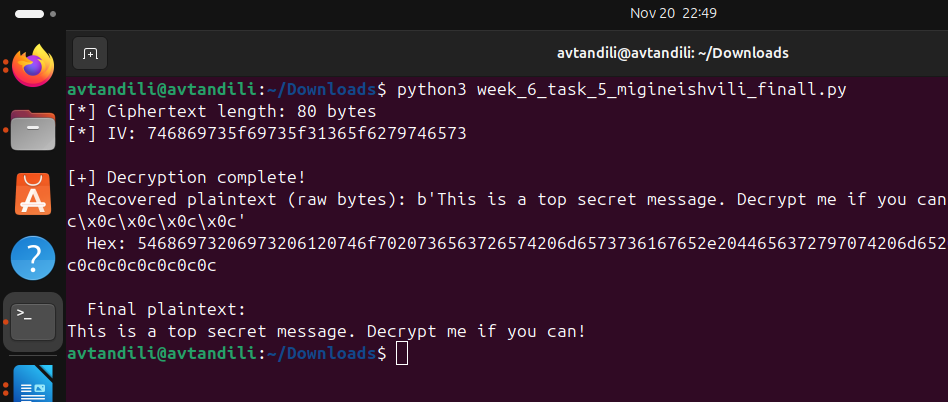 Nov 20 22:49
avtandili@avtandili: ~/Downloads
avtandili@avtandili:~/Downloads$ python3 week_6_task_5_migineishvili_finall.py
[*] Ciphertext length: 80 bytes
[*] IV: 746869735f69735f31365f6279746573
[+] Decryption complete!
Recovered plaintext (raw bytes): b'This is a top secret message. Decrypt me if you can
c\x0c\x0c\x0c\x0c'
Hex: 54686973206973206120746f7020736563726574206d6573736167652e2044656372797074206d652
c0c0c0c0c0c0c0c
Final plaintext:
This is a top secret message. Decrypt me if you can!
avtandili@avtandili:~/Downloads$